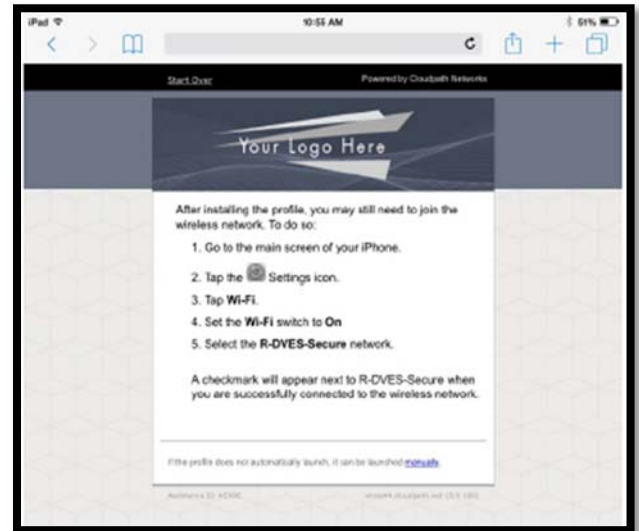 iPad
10:55 AM
51%
Start Over
Powered by Cloudpath Networks
Your Logo Here
After installing the profile, you may still need to join the
wireless network. To do so:
1. Go to the main screen of your iPhone.
2. Tap the Settings icon.
3. Tap Wi-Fi.
4. Set the Wi-Fi switch to On
5. Select the R-DVES-Secure network.
A checkmark will appear next to R-DVES-Secure when
you are successfully connected to the wireless network.
If the profile does not automatically launch, it can be launched manually.